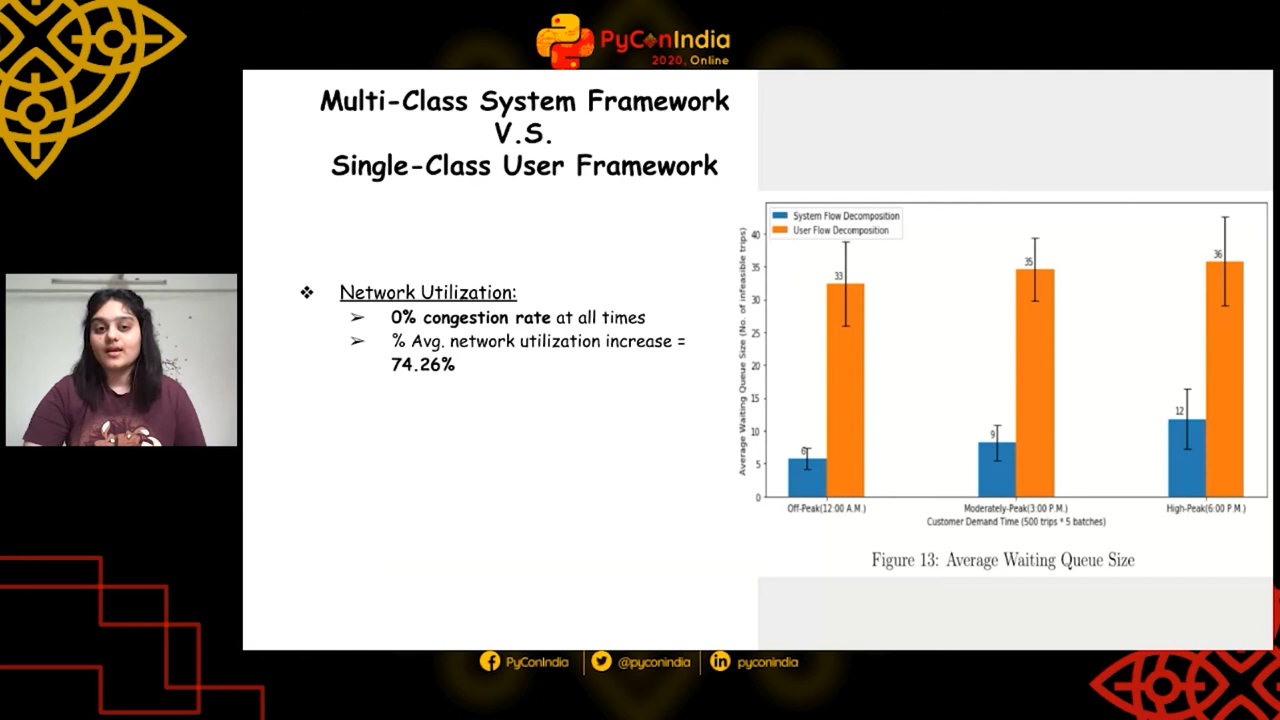 PyConIndia
2020, Online
Multi-Class System Framework
V.S.
Single-Class User Framework
❖ Network Utilization:
➢ 0% congestion rate at all times
➢ % Avg. network utilization increase =
74.26%
System Flow Decomposition
User Flow Decomposition
Average Waiting Queue Size (No. of infeasible trips)
40
35
30
25
20
15
10
5
0
6
33
9
35
12
36
Off-Peak(12:00 A.M.)
Moderately-Peak(3:00 P.M.)
High-Peak(6:00 P.M.)
Customer Demand Time (500 trips * 5 batches)
Figure 13: Average Waiting Queue Size
PyConIndia
@pyconindia
pyconindia